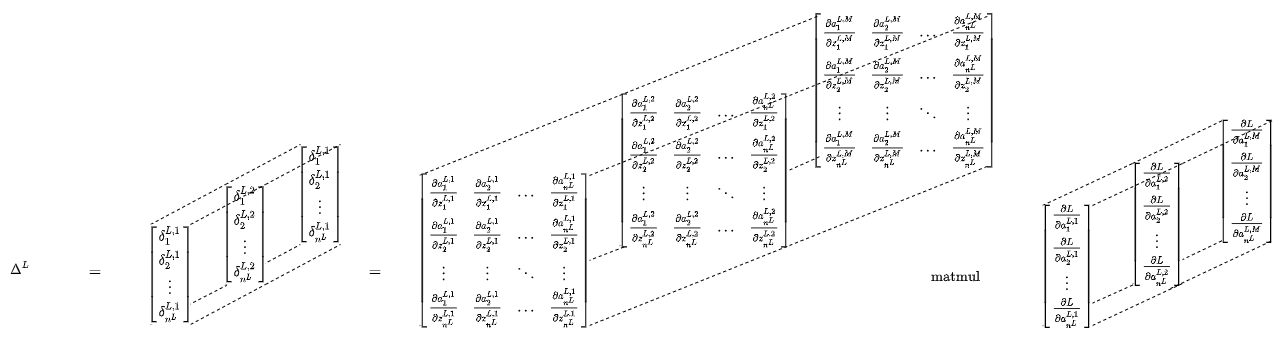 $\Delta^L = \begin{bmatrix} \delta_1^{L,1} \\ \delta_2^{L,1} \\ \vdots \\ \delta_{n^L}^{L,1} \end{bmatrix} \begin{bmatrix} \delta_1^{L,2} \\ \delta_2^{L,2} \\ \vdots \\ \delta_{n^L}^{L,2} \end{bmatrix} \begin{bmatrix} \delta_1^{L,1} \\ \delta_2^{L,1} \\ \vdots \\ \delta_{n^L}^{L,1} \end{bmatrix}$
$= \begin{bmatrix} \frac{\partial a_1^{L,1}}{\partial z_1^{L,1}} & \frac{\partial a_2^{L,1}}{\partial z_1^{L,1}} & \cdots & \frac{\partial a_{n^L}^{L,1}}{\partial z_1^{L,1}} \\ \frac{\partial a_1^{L,1}}{\partial z_2^{L,1}} & \frac{\partial a_2^{L,1}}{\partial z_2^{L,1}} & \cdots & \frac{\partial a_{n^L}^{L,1}}{\partial z_2^{L,1}} \\ \vdots & \vdots & \ddots & \vdots \\ \frac{\partial a_1^{L,1}}{\partial z_{n^L}^{L,1}} & \frac{\partial a_2^{L,1}}{\partial z_{n^L}^{L,1}} & \cdots & \frac{\partial a_{n^L}^{L,1}}{\partial z_{n^L}^{L,1}} \end{bmatrix}$
$\begin{bmatrix} \frac{\partial a_1^{L,2}}{\partial z_1^{L,2}} & \frac{\partial a_2^{L,2}}{\partial z_1^{L,2}} & \cdots & \frac{\partial a_{n^L}^{L,2}}{\partial z_1^{L,2}} \\ \frac{\partial a_1^{L,2}}{\partial z_2^{L,2}} & \frac{\partial a_2^{L,2}}{\partial z_2^{L,2}} & \cdots & \frac{\partial a_{n^L}^{L,2}}{\partial z_2^{L,2}} \\ \vdots & \vdots & \ddots & \vdots \\ \frac{\partial a_1^{L,2}}{\partial z_{n^L}^{L,2}} & \frac{\partial a_2^{L,2}}{\partial z_{n^L}^{L,2}} & \cdots & \frac{\partial a_{n^L}^{L,2}}{\partial z_{n^L}^{L,2}} \end{bmatrix}$
$\begin{bmatrix} \frac{\partial a_1^{L,M}}{\partial z_1^{L,M}} & \frac{\partial a_2^{L,M}}{\partial z_1^{L,M}} & \cdots & \frac{\partial a_{n^L}^{L,M}}{\partial z_1^{L,M}} \\ \frac{\partial a_1^{L,M}}{\partial z_2^{L,M}} & \frac{\partial a_2^{L,M}}{\partial z_2^{L,M}} & \cdots & \frac{\partial a_{n^L}^{L,M}}{\partial z_2^{L,M}} \\ \vdots & \vdots & \ddots & \vdots \\ \frac{\partial a_1^{L,M}}{\partial z_{n^L}^{L,M}} & \frac{\partial a_2^{L,M}}{\partial z_{n^L}^{L,M}} & \cdots & \frac{\partial a_{n^L}^{L,M}}{\partial z_{n^L}^{L,M}} \end{bmatrix}$
matmul
$\begin{bmatrix} \frac{\partial L}{\partial a_1^{L,1}} \\ \frac{\partial L}{\partial a_2^{L,1}} \\ \vdots \\ \frac{\partial L}{\partial a_{n^L}^{L,1}} \end{bmatrix} \begin{bmatrix} \frac{\partial L}{\partial a_1^{L,2}} \\ \frac{\partial L}{\partial a_2^{L,2}} \\ \vdots \\ \frac{\partial L}{\partial a_{n^L}^{L,2}} \end{bmatrix} \begin{bmatrix} \frac{\partial L}{\partial a_1^{L,M}} \\ \frac{\partial L}{\partial a_2^{L,M}} \\ \vdots \\ \frac{\partial L}{\partial a_{n^L}^{L,M}} \end{bmatrix}$